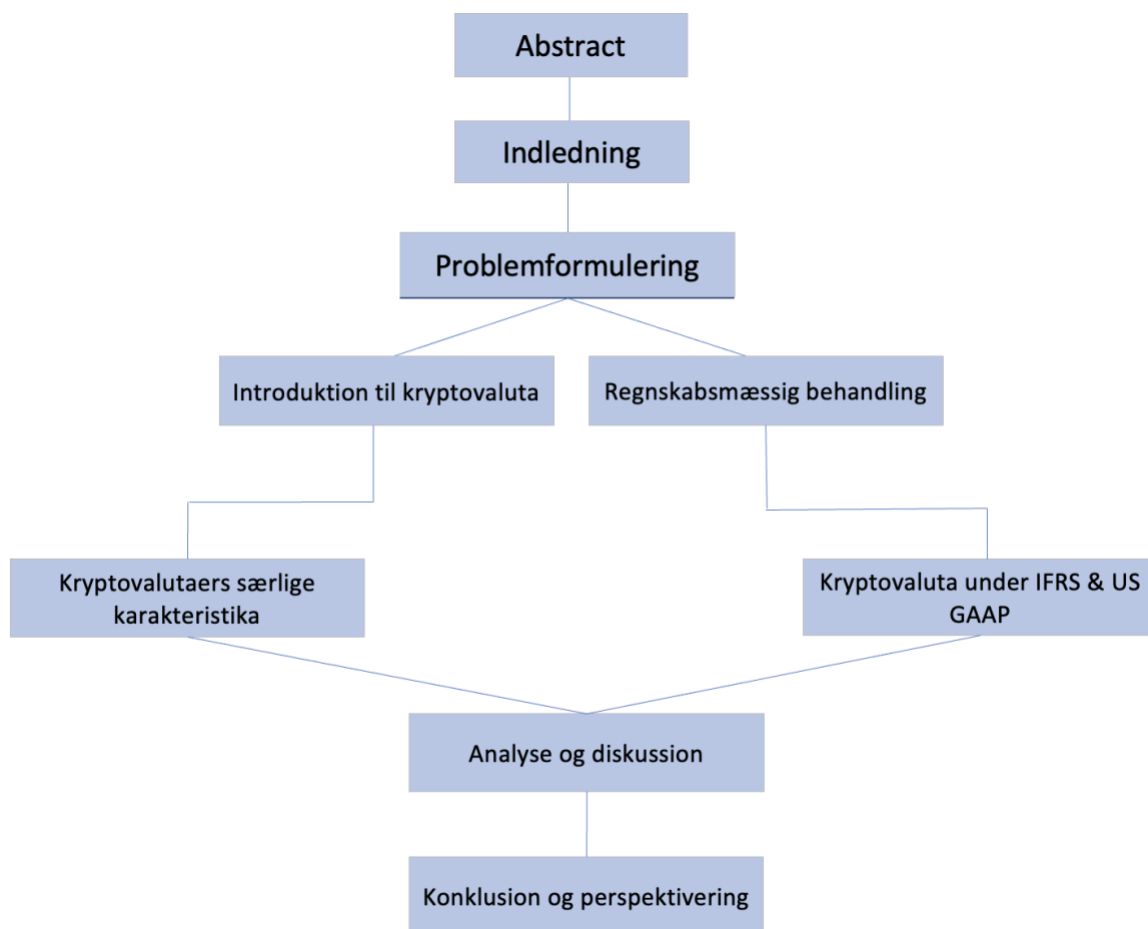 Abstract
Indledning
Problemformulering
Introduktion til kryptovaluta
Regnskabsmæssig behandling
Kryptovalutaers særlige
karakteristika
Kryptovaluta under IFRS & US
GAAP
Analyse og diskussion
Konklusion og perspektivering